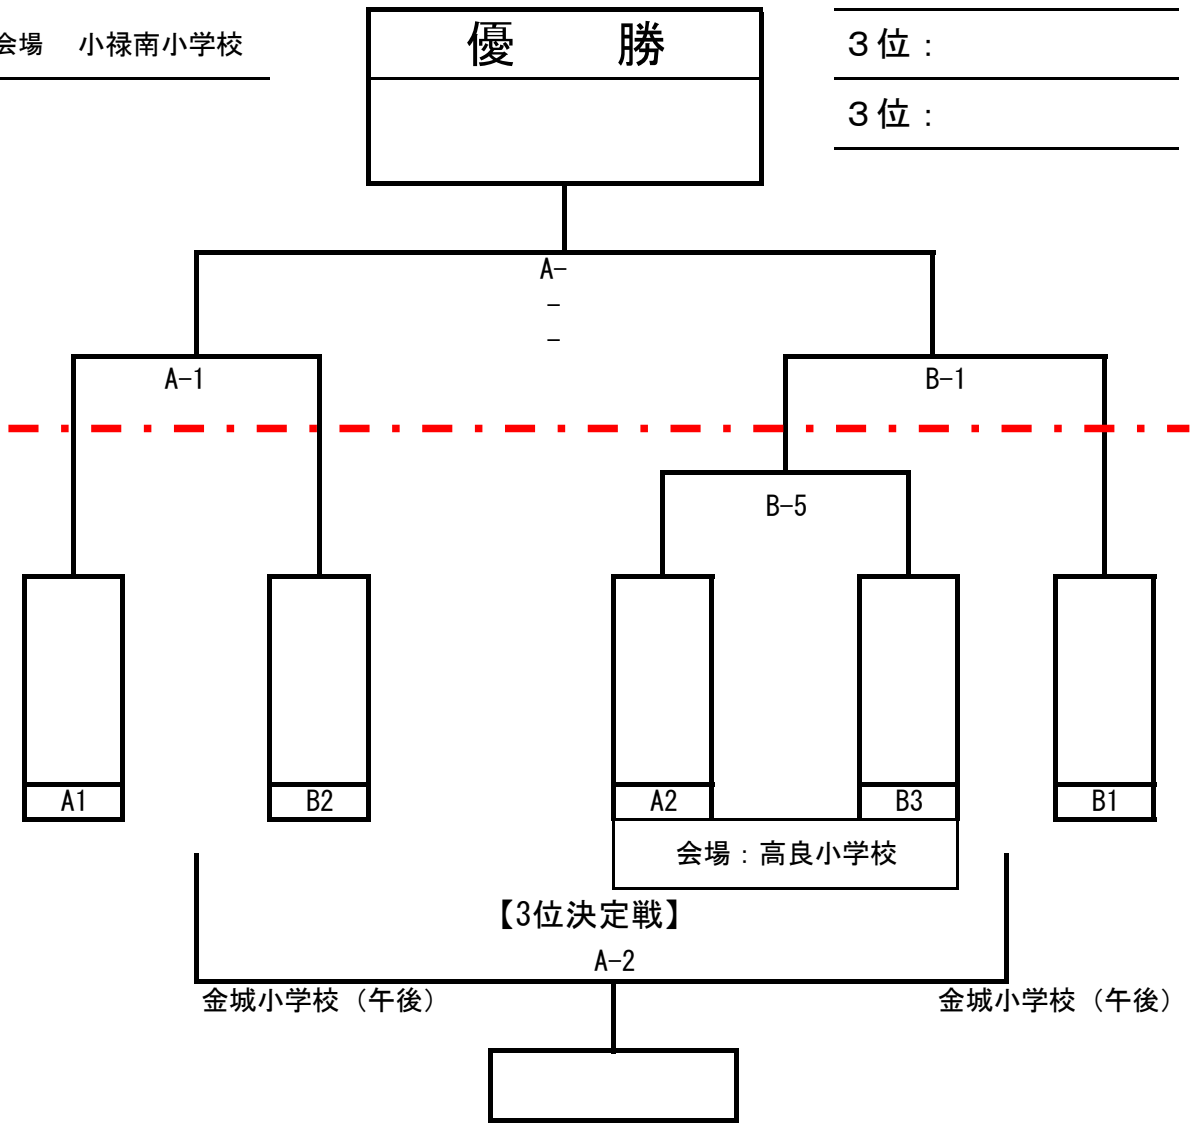 会場　小禄南小学校
優　勝
３位：
３位：
A-
-
-
A-1
B-1
B-5
A1
B2
A2
B3
B1
会場：高良小学校
【3位決定戦】
A-2
金城小学校（午後）
金城小学校（午後）